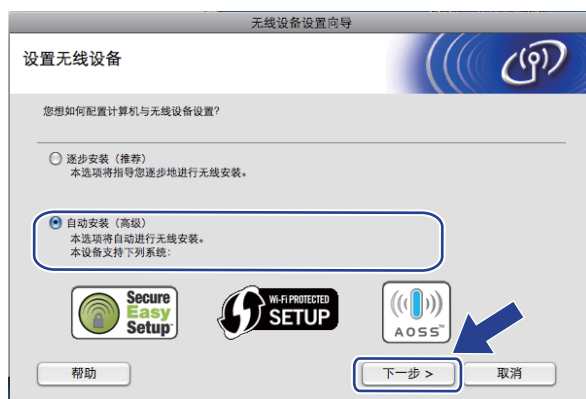 无线设备设置向导
设置无线设备
您想如何配置计算机与无线设备设置?
逐步安装（推荐）
本选项将指导您逐步地进行无线安装。
自动安装（高级）
本选项将自动进行无线安装。
本设备支持下列系统:
Secure
Easy
Setup™
Wi-Fi PROTECTED
SETUP
AOSS™
帮助
下一步 >
取消